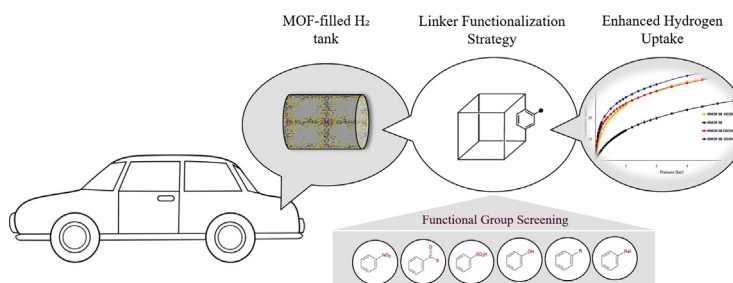 MOF-filled H₂
tank
Linker Functionalization
Strategy
Enhanced Hydrogen
Uptake
Pressure (bar)
Functional Group Screening
NO₂
O
C
R
SO₃H
OH
R
Hal